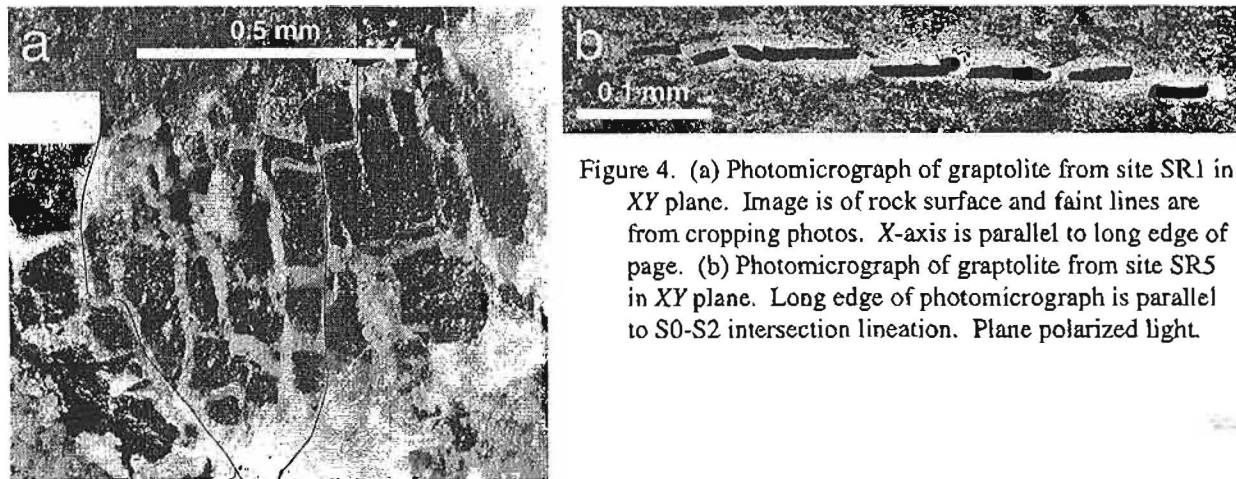 a
0.5 mm
b
0.1 mm
Figure 4. (a) Photomicrograph of graptolite from site SR1 in
XY plane. Image is of rock surface and faint lines are
from cropping photos. X-axis is parallel to long edge of
page. (b) Photomicrograph of graptolite from site SR5
in XY plane. Long edge of photomicrograph is parallel
to S0-S2 intersection lineation. Plane polarized light.